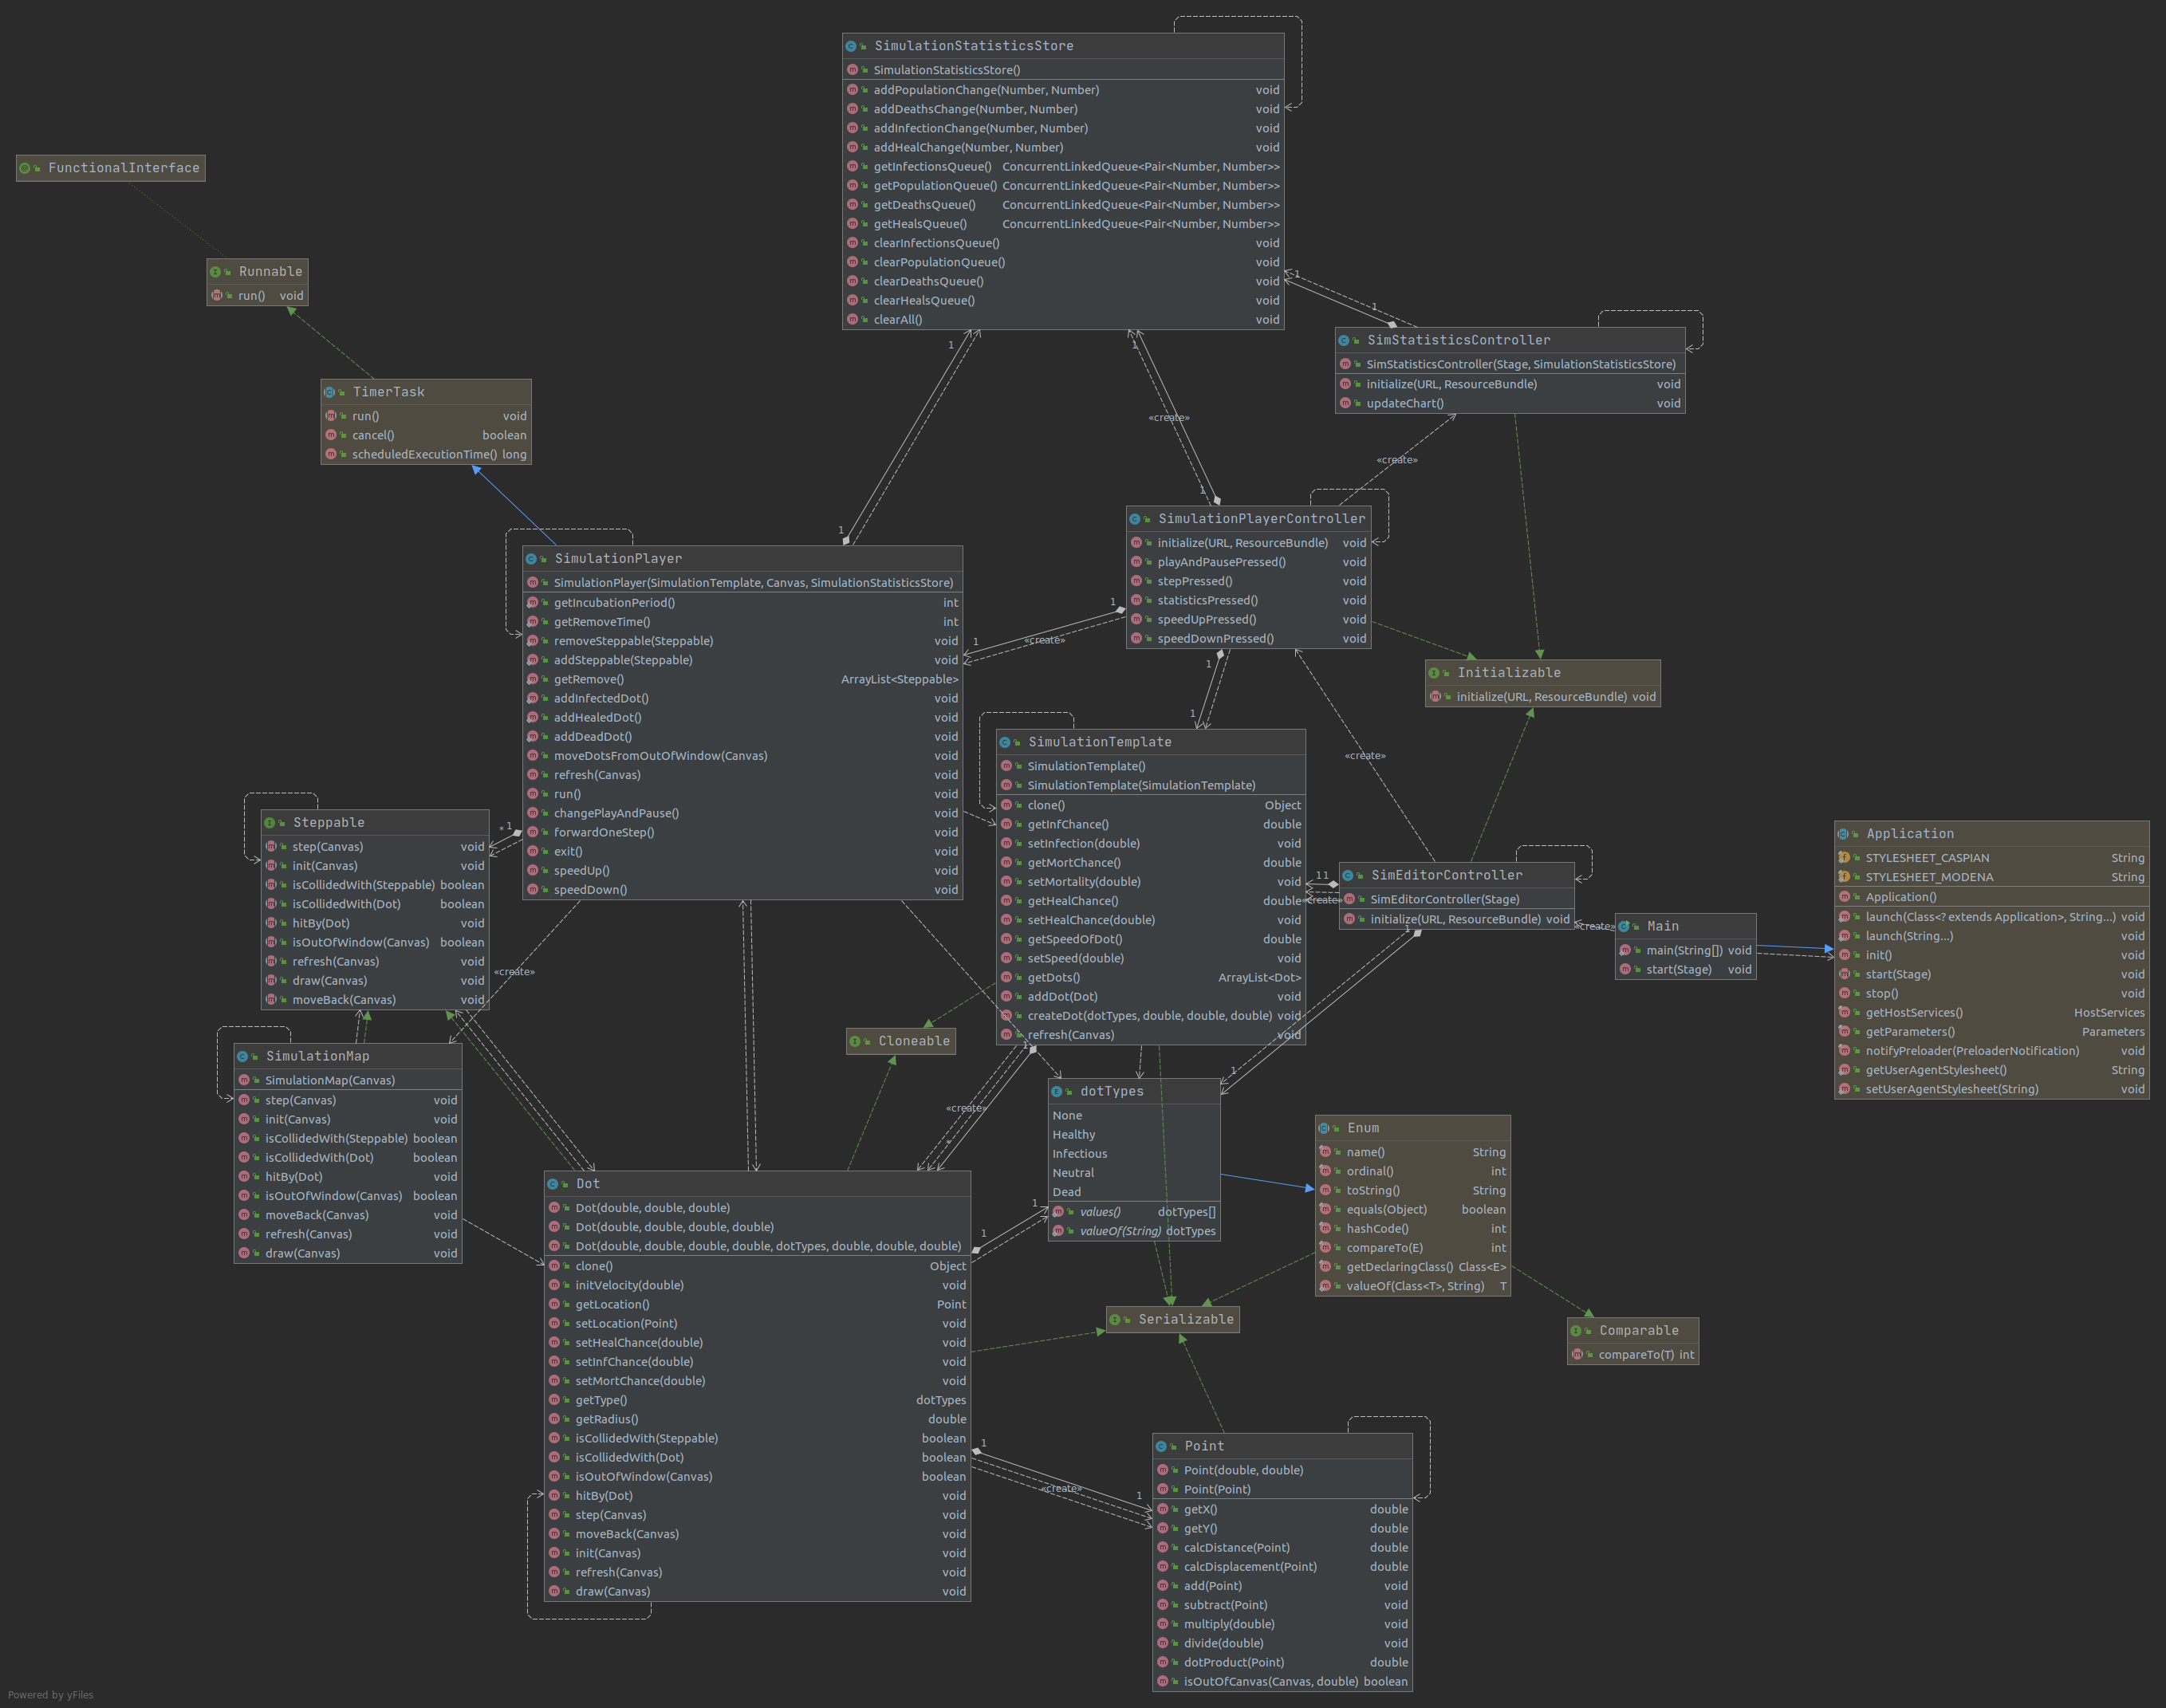 SimulationStatisticsStore
SimulationStatisticsStore()
addPopulationChange(Number, Number) void
addDeathsChange(Number, Number) void
addInfectionChange(Number, Number) void
addHealChange(Number, Number) void
getInfectionsQueue() ConcurrentLinkedQueue<Pair<Number, Number>>
getPopulationQueue() ConcurrentLinkedQueue<Pair<Number, Number>>
getDeathsQueue() ConcurrentLinkedQueue<Pair<Number, Number>>
getHealsQueue() ConcurrentLinkedQueue<Pair<Number, Number>>
clearInfectionsQueue() void
clearPopulationQueue() void
clearDeathsQueue() void
clearHealsQueue() void
clearAll() void
FunctionalInterface
Runnable
run() void
TimerTask
run() void
cancel() boolean
scheduledExecutionTime() long
1
1
SimStatisticsController
SimStatisticsController(Stage, SimulationStatisticsStore)
initialize(URL, ResourceBundle) void
updateChart() void
1
1
«create»
«create»
1
1
SimulationPlayerController
initialize(URL, ResourceBundle) void
playAndPausePressed() void
stepPressed() void
statisticsPressed() void
speedUpPressed() void
speedDownPressed() void
SimulationPlayer
SimulationPlayer(SimulationTemplate, Canvas, SimulationStatisticsStore)
getIncubationPeriod() int
getRemoveTime() int
removeSteppable(Steppable) void
addSteppable(Steppable) void
getRemove() ArrayList<Steppable>
addInfectedDot() void
addHealedDot() void
addDeadDot() void
moveDotsFromOutOfWindow(Canvas) void
refresh(Canvas) void
run() void
changePlayAndPause() void
forwardOneStep() void
exit() void
speedUp() void
speedDown() void
1
1
«create»
1
1
Initializable
initialize(URL, ResourceBundle) void
SimulationTemplate
SimulationTemplate()
SimulationTemplate(SimulationTemplate)
clone() Object
getInfChance() double
setInfection(double) void
getMortChance() double
setMortality(double) void
getHealChance() double
setHealChance(double) void
getSpeedOfDot() double
setSpeed(double) void
getDots() ArrayList<Dot>
addDot(Dot) void
createDot(dotTypes, double, double, double) void
refresh(Canvas) void
«create»
Steppable
step(Canvas) void
init(Canvas) void
isCollidedWith(Steppable) boolean
isCollidedWith(Dot) boolean
hitBy(Dot) void
isOutOfWindow(Canvas) boolean
refresh(Canvas) void
draw(Canvas) void
moveBack(Canvas) void
*
1
«create»
SimEditorController
SimEditorController(Stage)
initialize(URL, ResourceBundle) void
1
1
«create»
1
«create»
Main
main(String[]) void
start(Stage) void
Application
STYLESHEET_CASPIAN String
STYLESHEET_MODENA String
Application()
launch(Class<? extends Application>, String...) void
launch(String...) void
init() void
start(Stage) void
stop() void
getHostServices() HostServices
getParameters() Parameters
notifyPreloader(PreloaderNotification) void
getUserAgentStylesheet() String
setUserAgentStylesheet(String) void
SimulationMap
SimulationMap(Canvas)
step(Canvas) void
init(Canvas) void
isCollidedWith(Steppable) boolean
isCollidedWith(Dot) boolean
hitBy(Dot) void
isOutOfWindow(Canvas) boolean
moveBack(Canvas) void
refresh(Canvas) void
draw(Canvas) void
Cloneable
1
1
«create»
*
dotTypes
None
Healthy
Infectious
Neutral
Dead
values() dotTypes[]
valueOf(String) dotTypes
Enum
name() String
ordinal() int
toString() String
equals(Object) boolean
hashCode() int
compareTo(E) int
getDeclaringClass() Class<E>
valueOf(Class<T>, String) T
Dot
Dot(double, double, double)
Dot(double, double, double, double)
Dot(double, double, double, double, dotTypes, double, double, double)
clone() Object
initVelocity(double) void
getLocation() Point
setLocation(Point) void
setHealChance(double) void
setInfChance(double) void
setMortChance(double) void
getType() dotTypes
getRadius() double
isCollidedWith(Steppable) boolean
isCollidedWith(Dot) boolean
isOutOfWindow(Canvas) boolean
hitBy(Dot) void
step(Canvas) void
moveBack(Canvas) void
init(Canvas) void
refresh(Canvas) void
draw(Canvas) void
1
1
Serializable
Comparable
compareTo(T) int
1
«create»
1
Point
Point(double, double)
Point(Point)
getX() double
getY() double
calcDistance(Point) double
calcDisplacement(Point) double
add(Point) void
subtract(Point) void
multiply(double) void
divide(double) void
dotProduct(Point) double
isOutOfCanvas(Canvas, double) boolean
Powered by yFiles